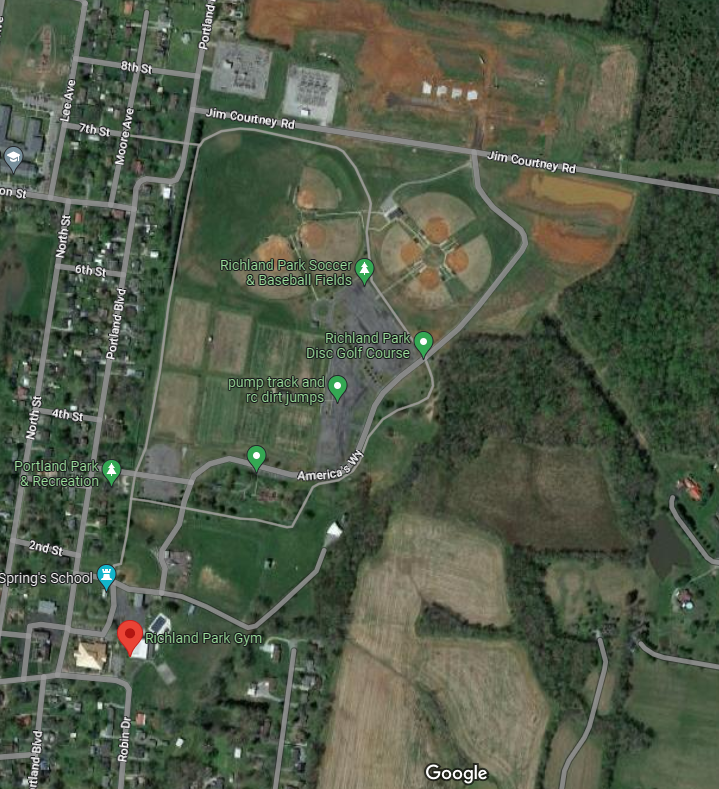 Portland
8th St
Lee Ave
Moore Ave
7th St
Jim Courtney Rd
Jim Courtney Rd
on St
North St
6th St
Richland Park Soccer
& Baseball Fields
Portland Blvd
Richland Park
Disc Golf Course
pump track and
rc dirt jumps
North St
4th St
Portland Park
& Recreation
America's Wy
2nd St
Spring's School
Richland Park Gym
Robin Dr
rtland Blvd
Google